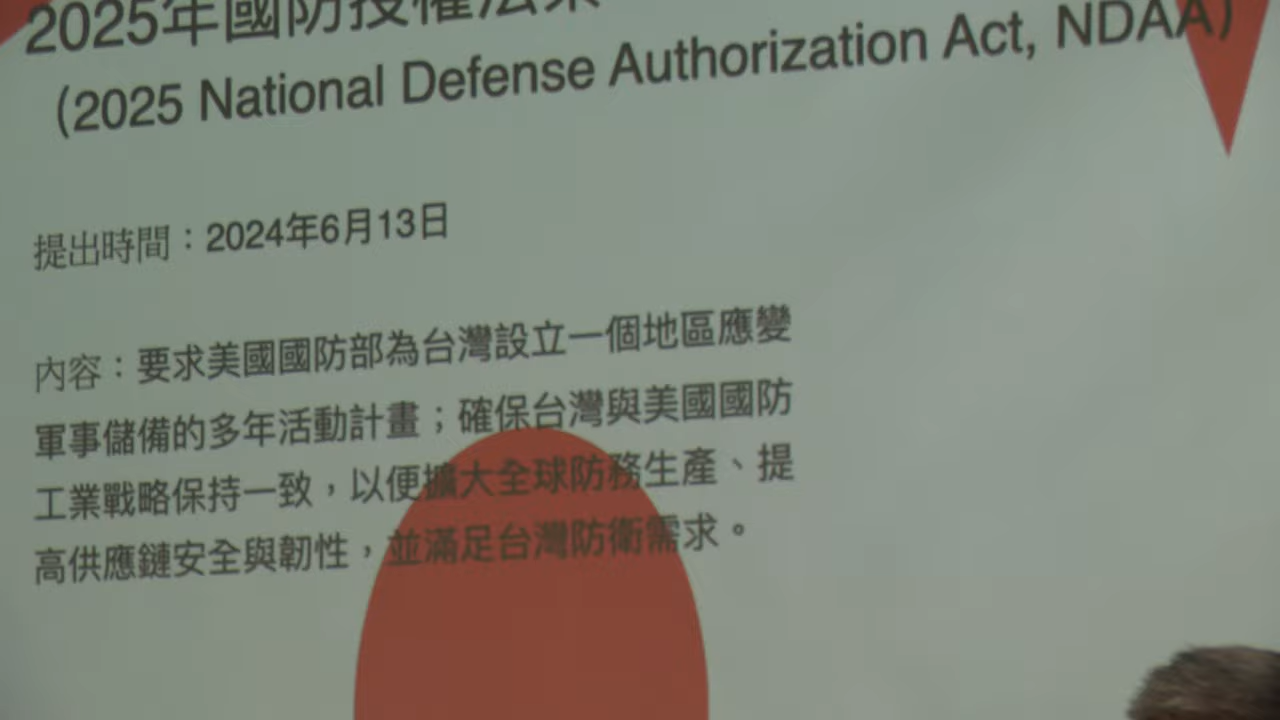 2025年國防授權法案
(2025 National Defense Authorization Act, NDAA)
提出時間：2024年6月13日
內容：要求美國國防部為台灣設立一個地區應變
軍事儲備的多年活動計畫；確保台灣與美國國防
工業戰略保持一致，以便擴大全球防務生產、提
高供應鏈安全與韌性，並滿足台灣防衛需求。